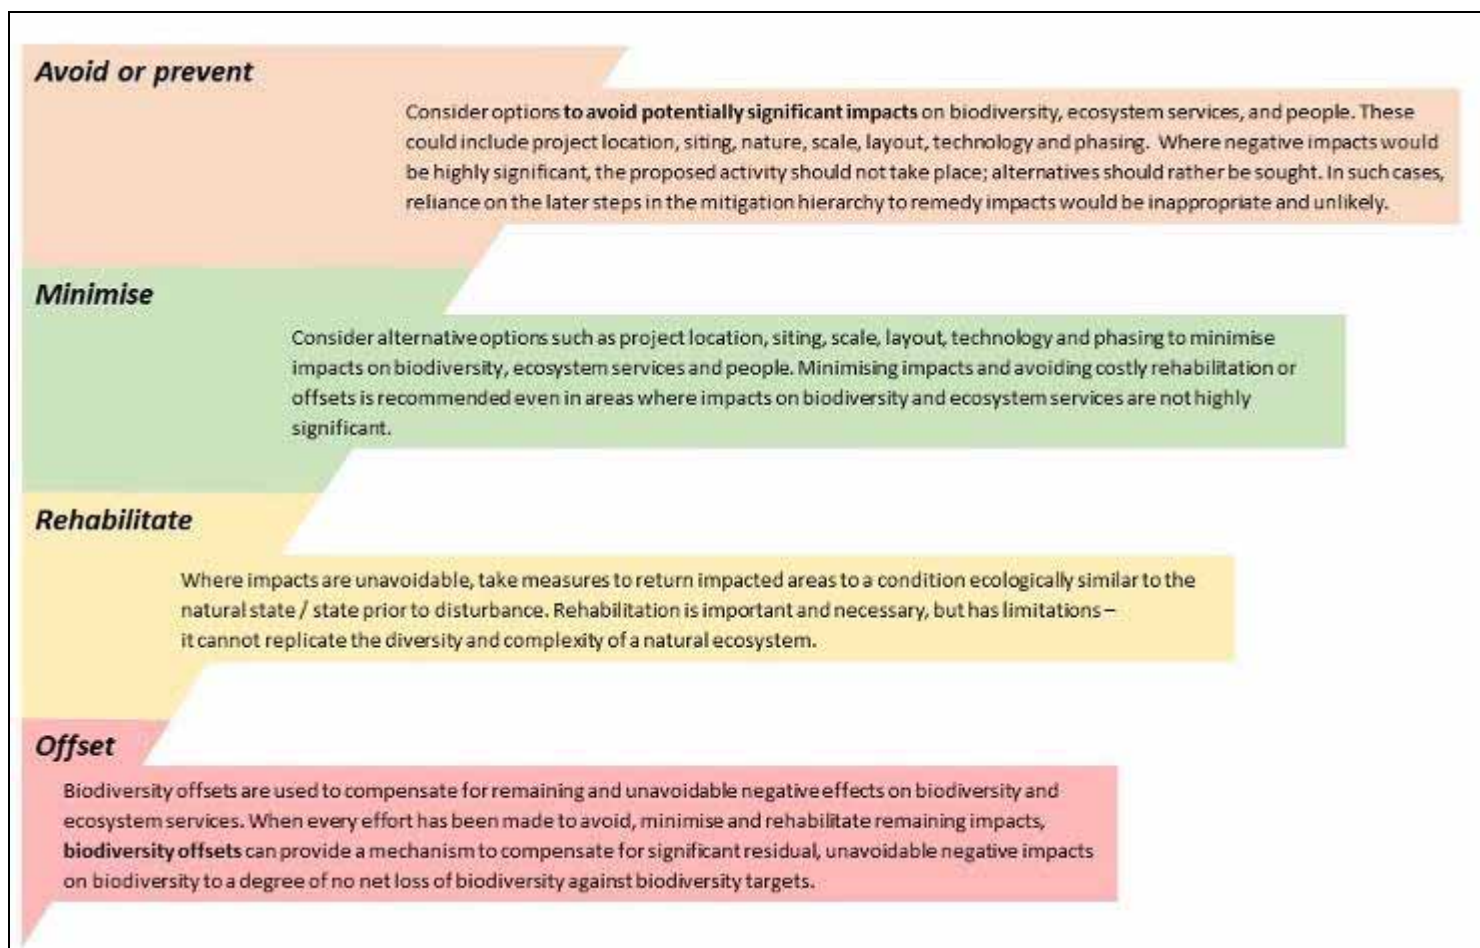 Avoid or prevent
Consider options to avoid potentially significant impacts on biodiversity, ecosystem services, and people. These
could include project location, siting, nature, scale, layout, technology and phasing. Where negative impacts would
be highly significant, the proposed activity should not take place; alternatives should rather be sought. In such cases,
reliance on the later steps in the mitigation hierarchy to remedy impacts would be inappropriate and unlikely.
Minimise
Consider alternative options such as project location, siting, scale, layout, technology and phasing to minimise
impacts on biodiversity, ecosystem services and people. Minimising impacts and avoiding costly rehabilitation or
offsets is recommended even in areas where impacts on biodiversity and ecosystem services are not highly
significant.
Rehabilitate
Where impacts are unavoidable, take measures to return impacted areas to a condition ecologically similar to the
natural state / state prior to disturbance. Rehabilitation is important and necessary, but has limitations –
it cannot replicate the diversity and complexity of a natural ecosystem.
Offset
Biodiversity offsets are used to compensate for remaining and unavoidable negative effects on biodiversity and
ecosystem services. When every effort has been made to avoid, minimise and rehabilitate remaining impacts,
biodiversity offsets can provide a mechanism to compensate for significant residual, unavoidable negative impacts
on biodiversity to a degree of no net loss of biodiversity against biodiversity targets.